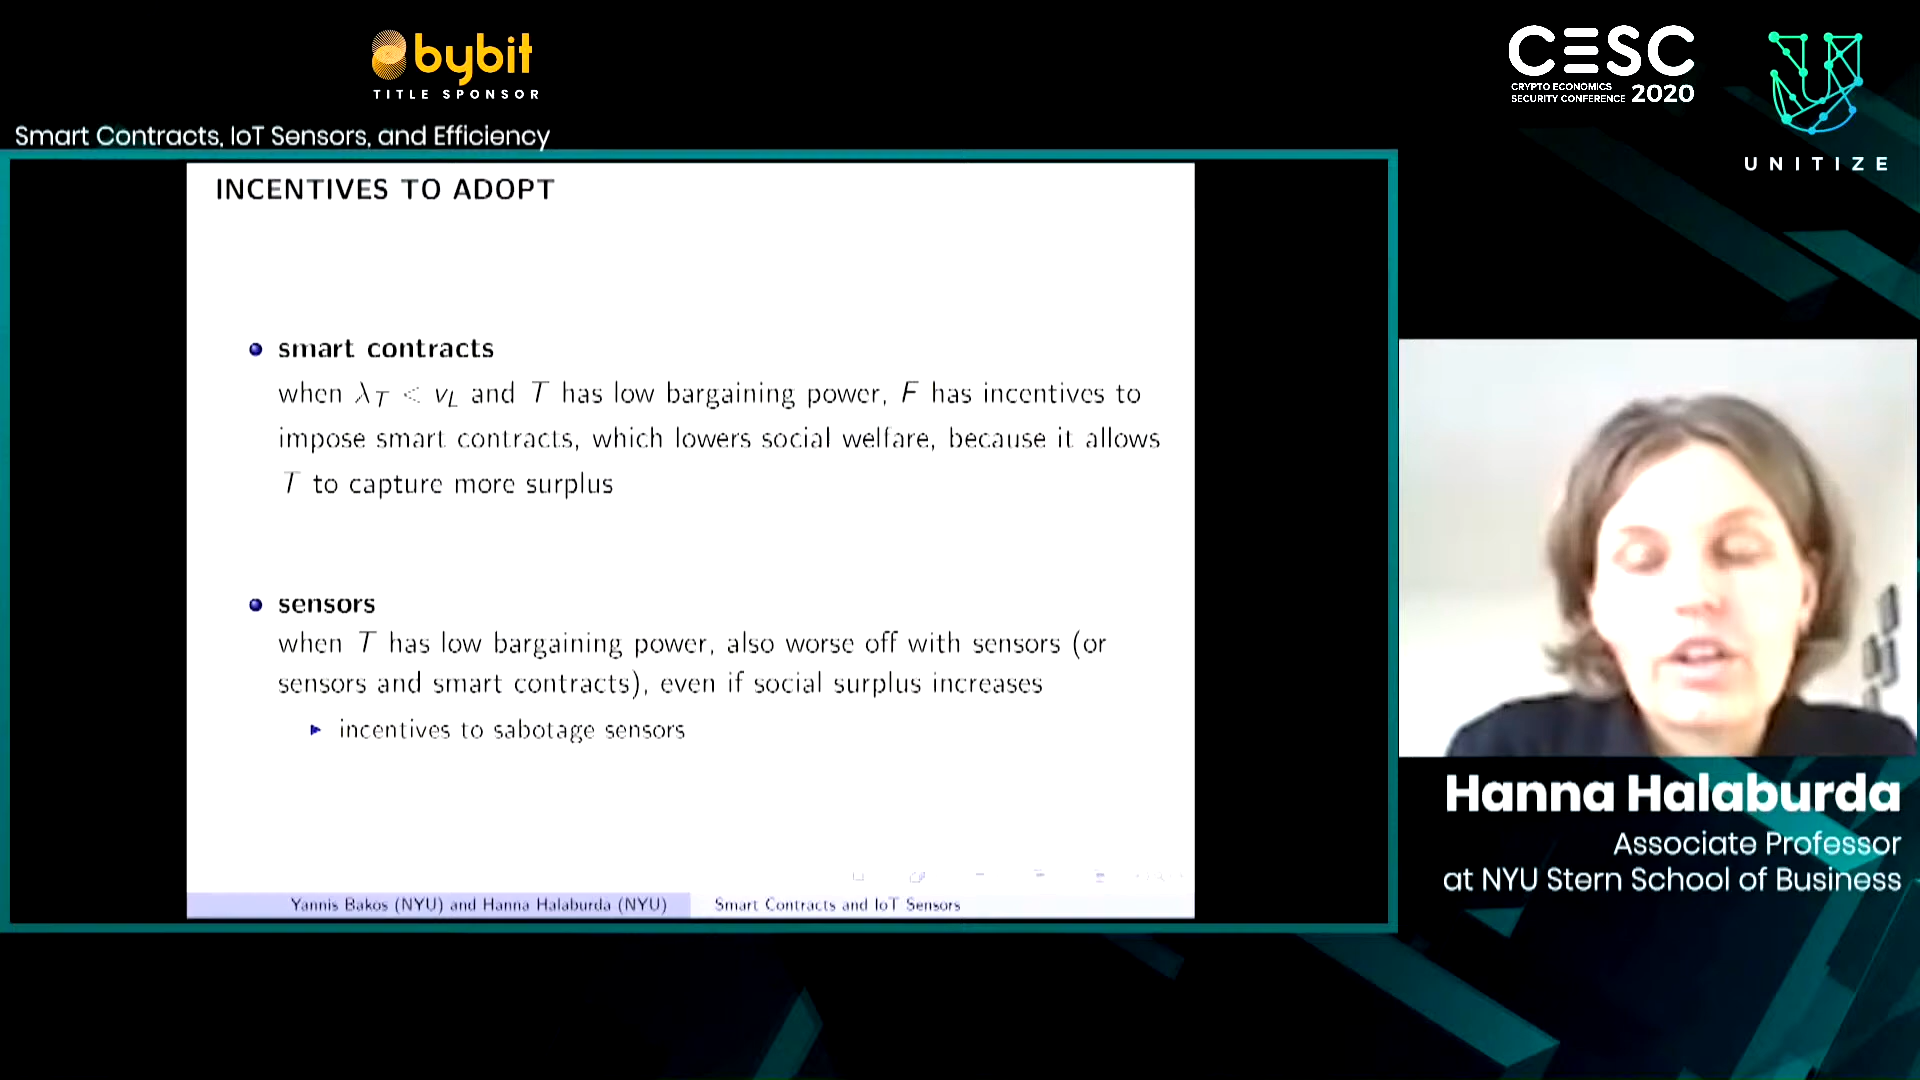 bybit
TITLE SPONSOR
CESC
CRYPTO ECONOMICS
SECURITY CONFERENCE 2020
UNITIZE
Smart Contracts, IoT Sensors, and Efficiency
INCENTIVES TO ADOPT
smart contracts
when λT < vL and T has low bargaining power, F has incentives to
impose smart contracts, which lowers social welfare, because it allows
T to capture more surplus
sensors
when T has low bargaining power, also worse off with sensors (or
sensors and smart contracts), even if social surplus increases
incentives to sabotage sensors
Yannis Bakos (NYU) and Hanna Halaburda (NYU)
Smart Contracts and IoT Sensors
Hanna Halaburda
Associate Professor
at NYU Stern School of Business